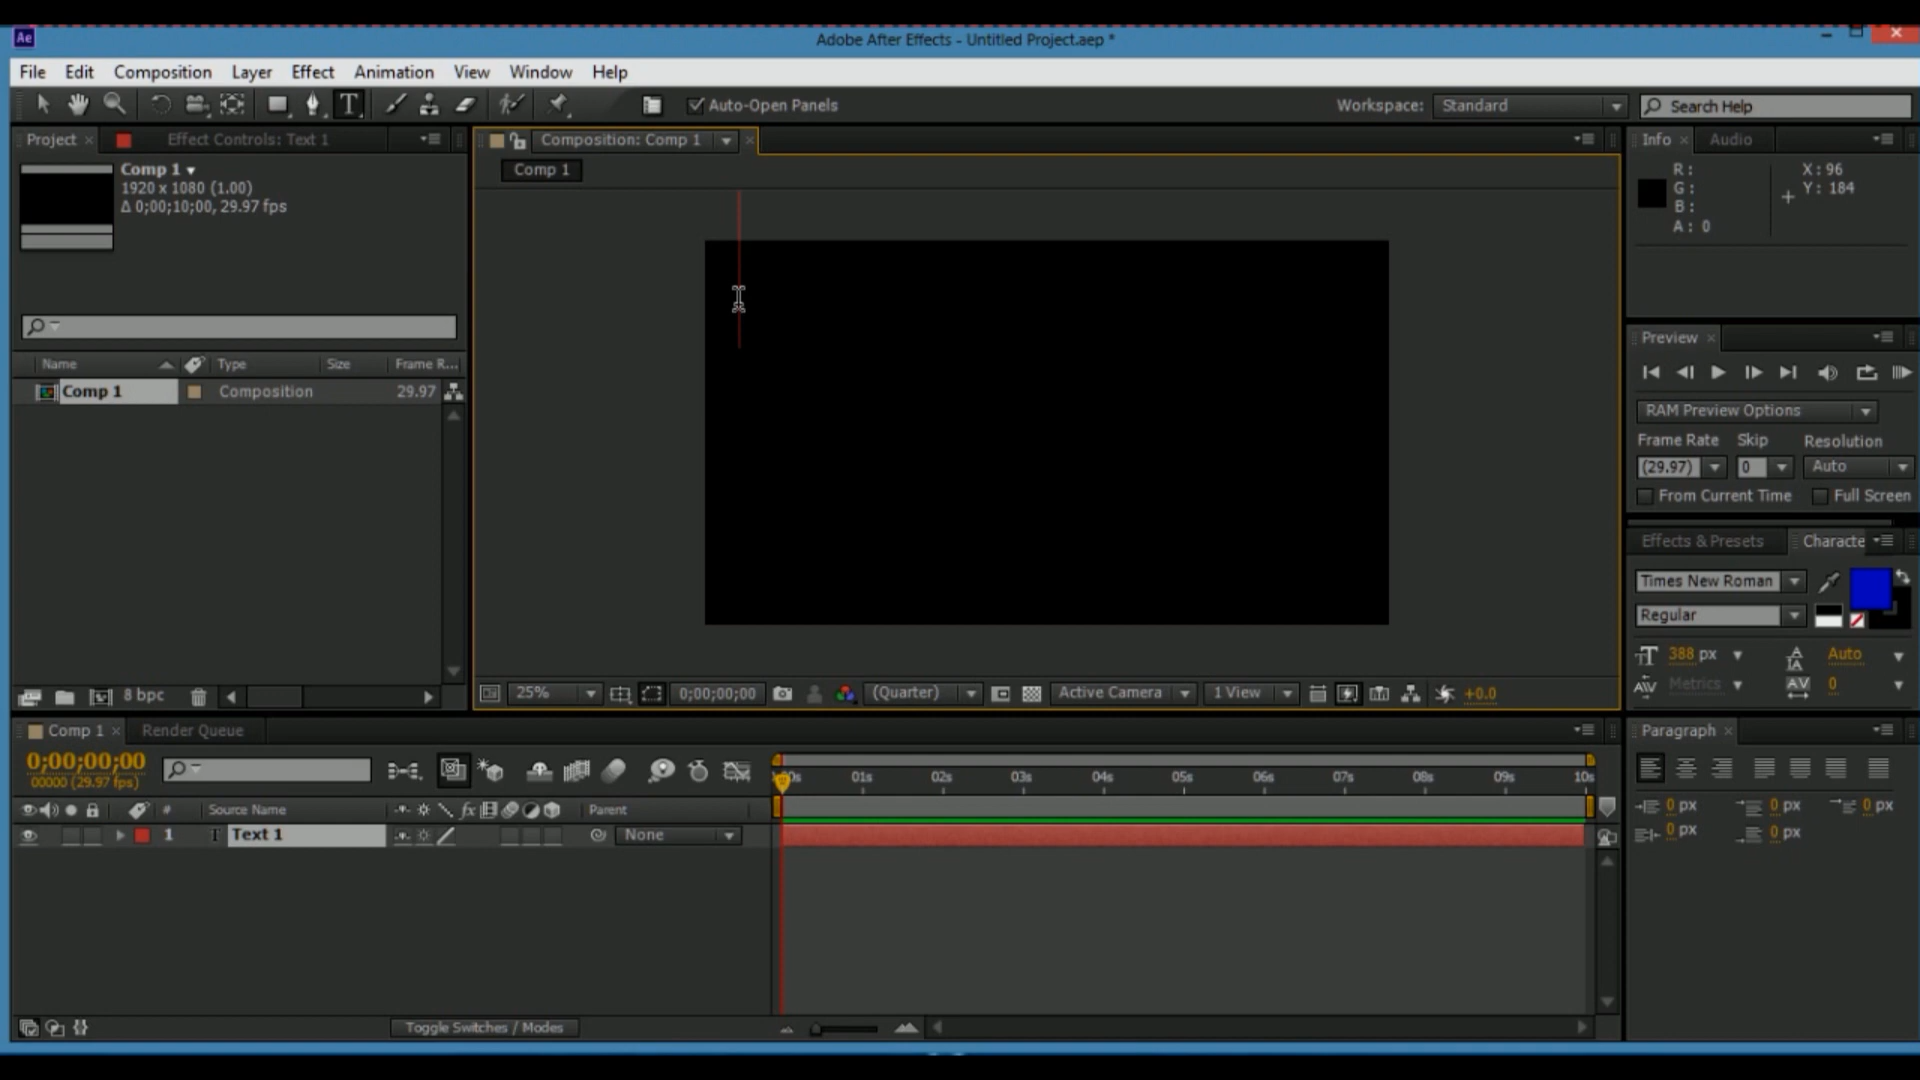 Ae
Adobe After Effects - Untitled Project.aep *
File Edit Composition Layer Effect Animation View Window Help
T Auto-Open Panels Workspace: Standard Search Help
Project Effect Controls: Text 1 Composition: Comp 1 Info Audio
Comp 1
1920 x 1080 (1.00)
Δ 0;00;10;00, 29.97 fps
Comp 1
R:
G:
B:
A: 0
X: 96
Y: 184
Preview
Name Type Size Frame R...
Comp 1 Composition 29.97
RAM Preview Options
Frame Rate Skip Resolution
(29.97) 0 Auto
From Current Time Full Screen
Effects & Presets Characte
Times New Roman
Regular
388 px Auto
Metrics 0
8 bpc
25% 0;00;00;00 (Quarter) Active Camera 1 View +0.0
Comp 1 Render Queue Paragraph
0;00;00;00
00000 (29.97 fps)
01s 02s 03s 04s 05s 06s 07s 08s 09s 10s
# Source Name fx Parent
1 T Text 1 None
0 px 0 px 0 px
0 px 0 px
Toggle Switches / Modes